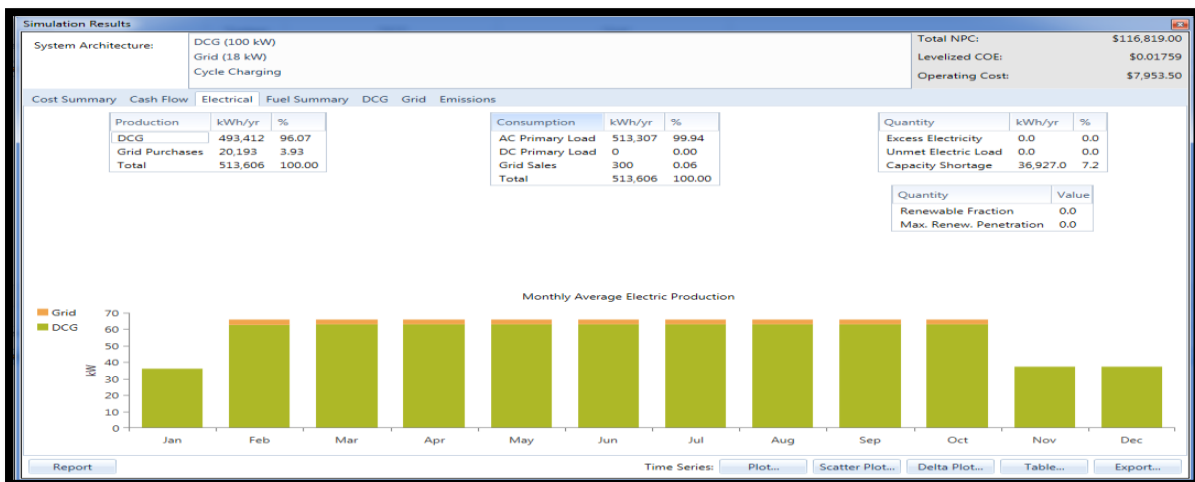 Simulation Results
System Architecture:
DCG (100 kW)
Grid (18 kW)
Cycle Charging
Total NPC: $116,819.00
Levelized COE: $0.01759
Operating Cost: $7,953.50
Cost Summary Cash Flow Electrical Fuel Summary DCG Grid Emissions
Production kWh/yr %
DCG 493,412 96.07
Grid Purchases 20,193 3.93
Total 513,606 100.00
Consumption kWh/yr %
AC Primary Load 513,307 99.94
DC Primary Load 0 0.00
Grid Sales 300 0.06
Total 513,606 100.00
Quantity kWh/yr %
Excess Electricity 0.0 0.0
Unmet Electric Load 0.0 0.0
Capacity Shortage 36,927.0 7.2
Quantity Value
Renewable Fraction 0.0
Max. Renew. Penetration 0.0
Monthly Average Electric Production
Grid
DCG
kW
70
60
50
40
30
20
10
0
Jan Feb Mar Apr May Jun Jul Aug Sep Oct Nov Dec
Report Time Series: Plot... Scatter Plot... Delta Plot... Table... Export...